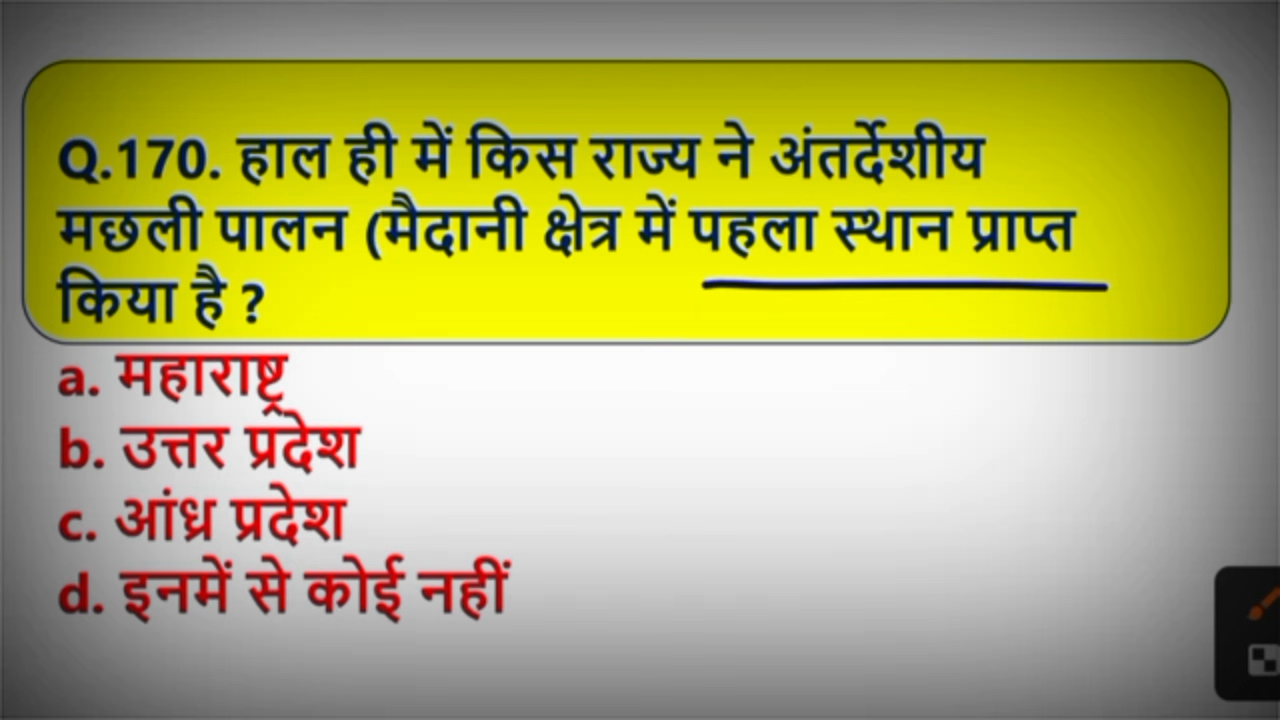 Q.170. हाल ही में किस राज्य ने अंतर्देशीय
मछली पालन (मैदानी क्षेत्र में पहला स्थान प्राप्त
किया है ?
a. महाराष्ट्र
b. उत्तर प्रदेश
c. आंध्र प्रदेश
d. इनमें से कोई नहीं